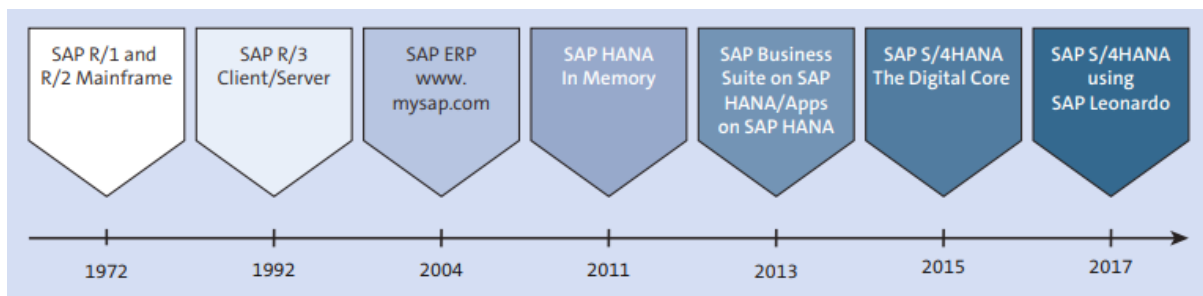 SAP R/1 and
R/2 Mainframe
SAP R/3
Client/Server
SAP ERP
www.
mysap.com
SAP HANA
In Memory
SAP Business
Suite on SAP
HANA/Apps
on SAP HANA
SAP S/4HANA
The Digital Core
SAP S/4HANA
using
SAP Leonardo
1972
1992
2004
2011
2013
2015
2017